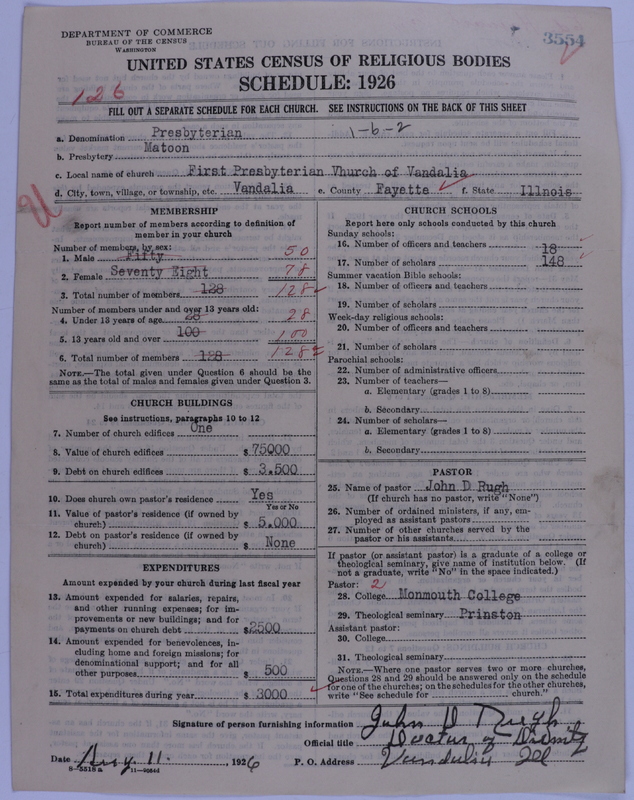 DEPARTMENT OF COMMERCE
BUREAU OF THE CENSUS
WASHINGTON
3554
UNITED STATES CENSUS OF RELIGIOUS BODIES
SCHEDULE: 1926
126
FILL OUT A SEPARATE SCHEDULE FOR EACH CHURCH. SEE INSTRUCTIONS ON THE BACK OF THIS SHEET
a. Denomination Presbyterian 1-6-2
b. Presbytery Matoon
c. Local name of church First Presbyterian Vhurch of Vandalia
d. City, town, village, or township, etc. Vandalia e. County Fayette f. State Illnois
MEMBERSHIP
Report number of members according to definition of
member in your church
Number of members, by sex:
1. Male Fifty 50
2. Female Seventy Eight 78
3. Total number of members 128 128
Number of members under and over 13 years old:
4. Under 13 years of age 28 28
5. 13 years old and over 100 100
6. Total number of members 128 128
NOTE.—The total given under Question 6 should be the
same as the total of males and females given under Question 3.
CHURCH BUILDINGS
See instructions, paragraphs 10 to 12
7. Number of church edifices One
8. Value of church edifices $ 75000
9. Debt on church edifices $ 3.500
10. Does church own pastor's residence Yes
Yes or No
11. Value of pastor's residence (if owned by
church) $ 5.000
12. Debt on pastor's residence (if owned by
church) $ None
EXPENDITURES
Amount expended by your church during last fiscal year
13. Amount expended for salaries, repairs,
and other running expenses; for im-
provements or new buildings; and for
payments on church debt $2500
14. Amount expended for benevolences, in-
cluding home and foreign missions; for
denominational support; and for all
other purposes $ 500
15. Total expenditures during year $ 3000
CHURCH SCHOOLS
Report here only schools conducted by this church
Sunday schools:
16. Number of officers and teachers 18
17. Number of scholars 148
Summer vacation Bible schools:
18. Number of officers and teachers
19. Number of scholars
Week-day religious schools:
20. Number of officers and teachers
21. Number of scholars
Parochial schools:
22. Number of administrative officers
23. Number of teachers—
a. Elementary (grades 1 to 8)
b. Secondary
24. Number of scholars—
a. Elementary (grades 1 to 8)
b. Secondary
PASTOR
25. Name of pastor John D Rugh
(If church has no pastor, write "None")
26. Number of ordained ministers, if any, em-
ployed as assistant pastors
27. Number of other churches served by the
pastor or his assistants
If pastor (or assistant pastor) is a graduate of a college or
theological seminary, give name of institution below. (If
not a graduate, write "No" in the space indicated.)
Pastor: 2
28. College Monmouth College
29. Theological seminary Prinston
Assistant pastor:
30. College
31. Theological seminary
NOTE.—Where one pastor serves two or more churches,
Questions 28 and 29 should be answered only on the schedule
for one of the churches; on the schedules for the other churches,
write "See schedule for church."
Signature of person furnishing information John D Rugh
Official title Doctor of Divinity
Date Aug 11. , 1926 P. O. Address Vandalia Ill
8-5518a 11-9084d